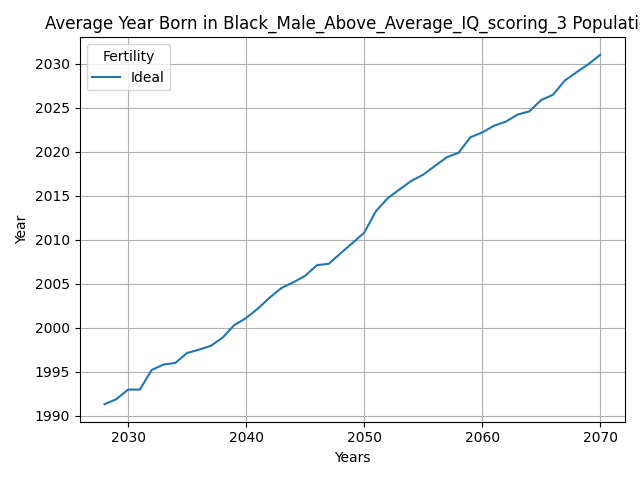 Average Year Born in Black_Male_Above_Average_IQ_scoring_3 Populati
Fertility
Ideal
Year
2030
2025
2020
2015
2010
2005
2000
1995
1990
2030 2040 2050 2060 2070
Years